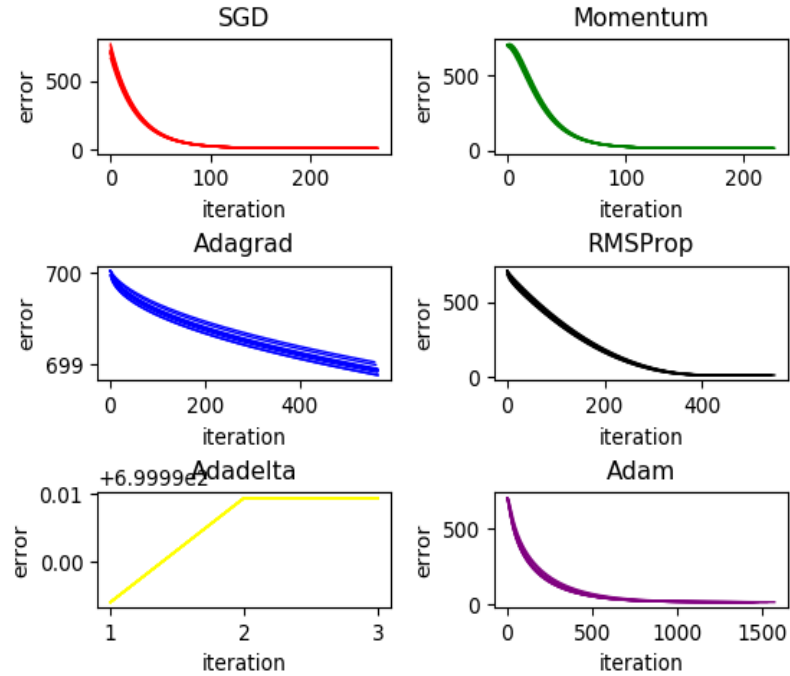 SGD
error
500
0
0
100
200
iteration
Momentum
error
500
0
0
100
200
iteration
Adagrad
error
700
699
0
200
400
iteration
RMSProp
error
500
0
0
200
400
iteration
Adadelta
+6.9999e2
error
0.01
0.00
1
2
3
iteration
Adam
error
500
0
0
500
1000
1500
iteration